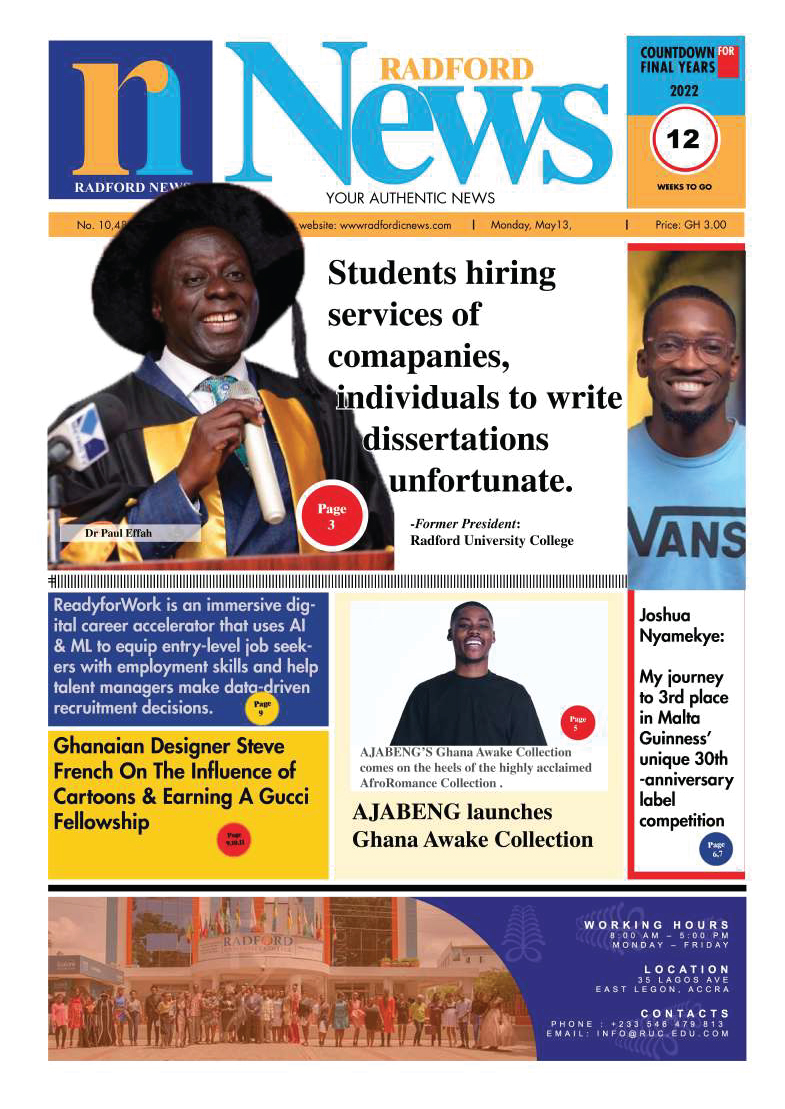 n
RADFORD NEWS
RADFORD
News
YOUR AUTHENTIC NEWS
COUNTDOWN FOR
FINAL YEARS
2022
12
WEEKS TO GO
No. 10,48
website: wwwradfordicnews.com | Monday, May13, | Price: GH 3.00
Students hiring
services of
comapanies,
individuals to write
dissertations
unfortunate.
-Former President:
Radford University College
Page
3
Dr Paul Effah
VANS
ReadyforWork is an immersive dig-
ital career accelerator that uses AI
& ML to equip entry-level job seek-
ers with employment skills and help
talent managers make data-driven
recruitment decisions.
Page
9
Ghanaian Designer Steve
French On The Influence of
Cartoons & Earning A Gucci
Fellowship
Page
9,10,11
Page
5
AJABENG'S Ghana Awake Collection
comes on the heels of the highly acclaimed
AfroRomance Collection .
AJABENG launches
Ghana Awake Collection
Joshua
Nyamekye:
My journey
to 3rd place
in Malta
Guinness'
unique 30th
-anniversary
label
competition
Page
6,7
RADFORD
WORKING HOURS
8:00 AM – 5:00 PM
MONDAY – FRIDAY
LOCATION
35 LAGOS AVE
EAST LEGON, ACCRA
CONTACTS
PHONE : +233 546 479 813
EMAIL: INFO@RUC-EDU.COM